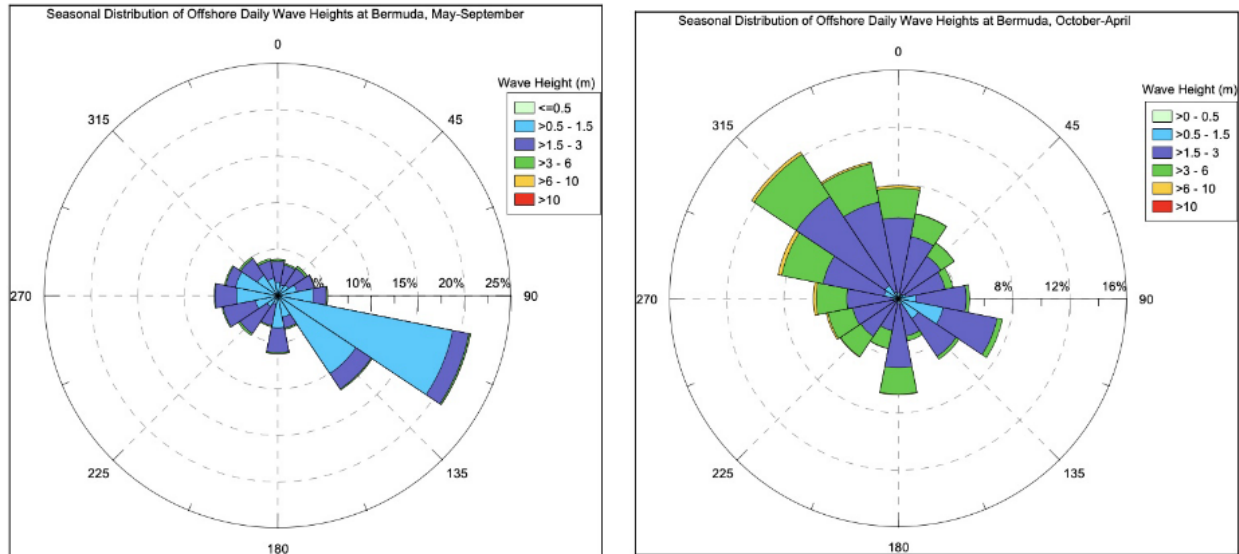 Seasonal Distribution of Offshore Daily Wave Heights at Bermuda, May-September
0
Wave Height (m)
<=0.5
>0.5 - 1.5
>1.5 - 3
>3 - 6
>6 - 10
>10
315
45
10%
15%
20%
25%
270
90
225
135
180
Seasonal Distribution of Offshore Daily Wave Heights at Bermuda, October-April
0
Wave Height (m)
>0 - 0.5
>0.5 - 1.5
>1.5 - 3
>3 - 6
>6 - 10
>10
315
45
8%
12%
16%
270
90
225
135
180